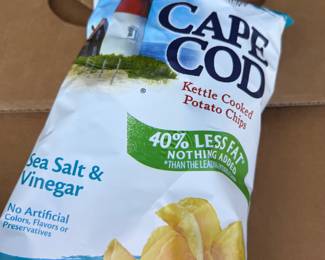 CAPE
COD
®
Kettle Cooked
Potato Chips
40% LESS FAT*
NOTHING ADDED
*THAN THE LEADING
Sea Salt &
Vinegar
No Artificial
Colors, Flavors or
Preservatives